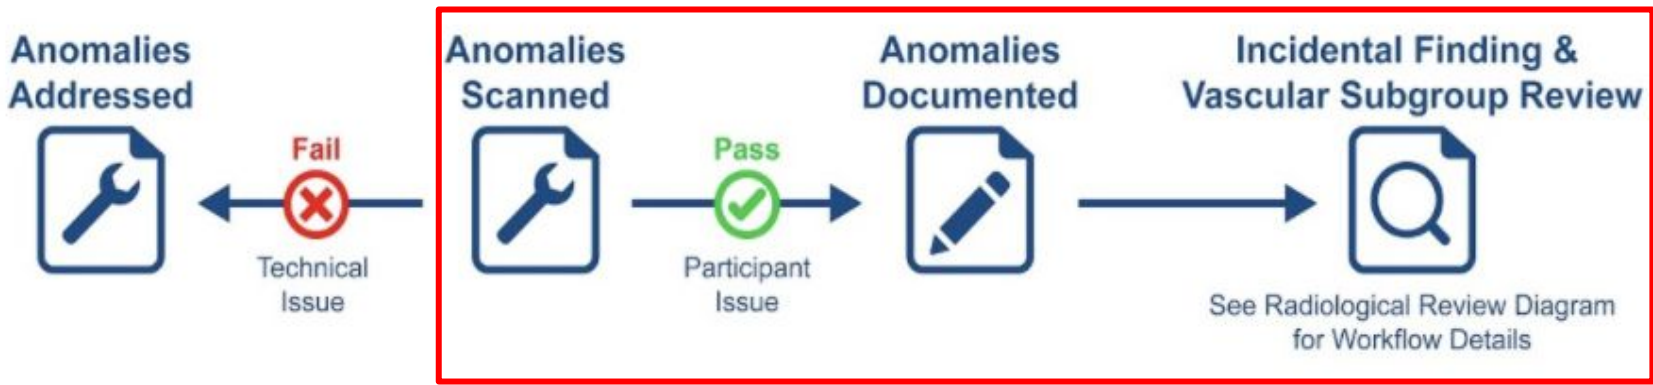 Anomalies
Addressed
Fail
Technical
Issue
Anomalies
Scanned
Pass
Participant
Issue
Anomalies
Documented
Incidental Finding &
Vascular Subgroup Review
See Radiological Review Diagram
for Workflow Details